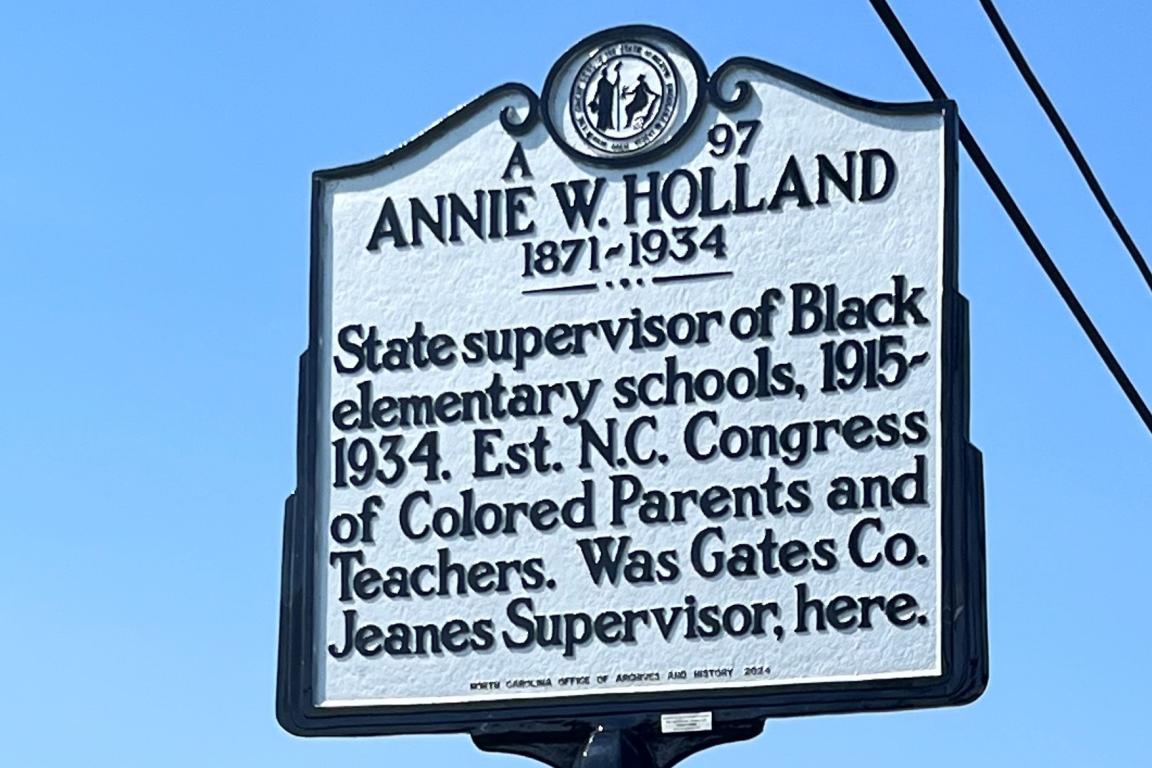 A 97
ANNIE W. HOLLAND
1871~1934
State supervisor of Black
elementary schools, 1915-
1934. Est. N.C. Congress
of Colored Parents and
Teachers. Was Gates Co.
Jeanes Supervisor, here.
NORTH CAROLINA OFFICE OF ARCHIVES AND HISTORY 2024